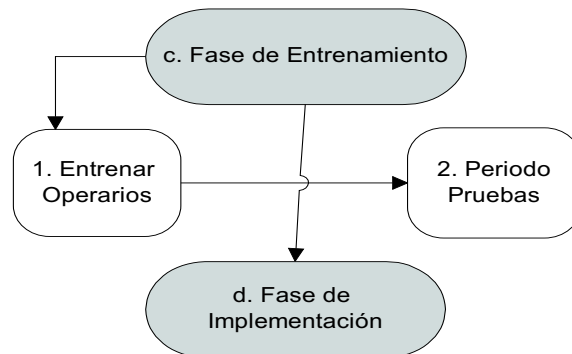 c. Fase de Entrenamiento
1. Entrenar
Operarios
2. Periodo
Pruebas
d. Fase de
Implementación